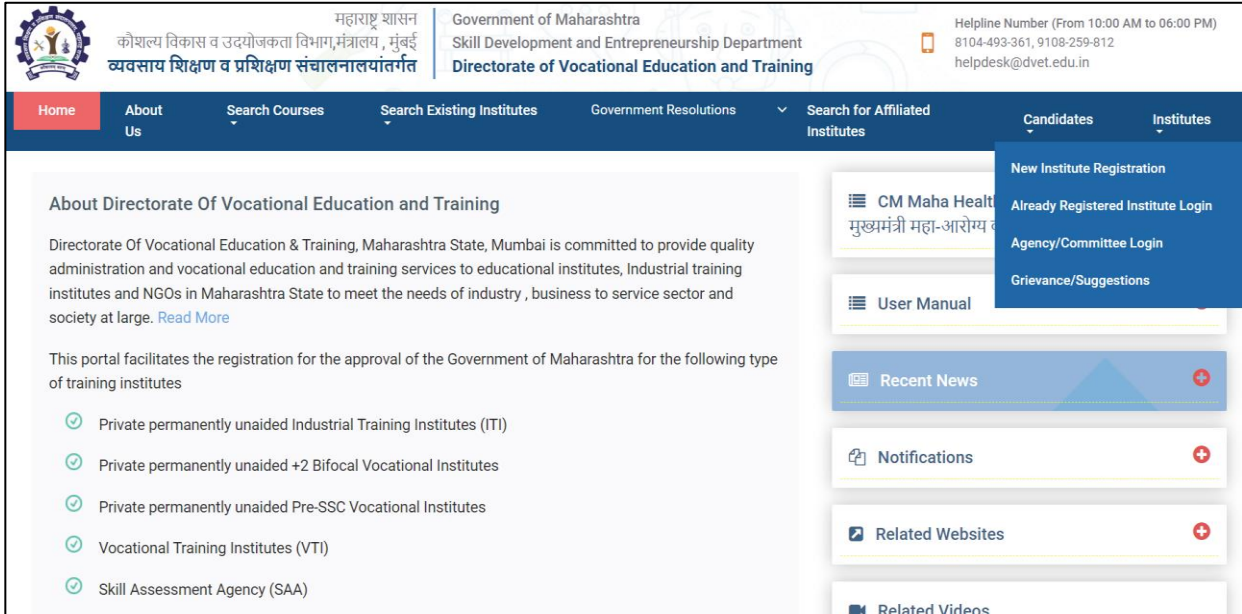 महाराष्ट्र शासन
कौशल्य विकास व उदयोजकता विभाग,मंत्रालय , मुंबई
व्यवसाय शिक्षण व प्रशिक्षण संचालनालयांतर्गत
Government of Maharashtra
Skill Development and Entrepreneurship Department
Directorate of Vocational Education and Training
Helpline Number (From 10:00 AM to 06:00 PM)
8104-493-361, 9108-259-812
helpdesk@dvet.edu.in
Home
About
Us
Search Courses
Search Existing Institutes
Government Resolutions
Search for Affiliated
Institutes
Candidates
Institutes
New Institute Registration
Already Registered Institute Login
Agency/Committee Login
Grievance/Suggestions
About Directorate Of Vocational Education and Training
Directorate Of Vocational Education & Training, Maharashtra State, Mumbai is committed to provide quality
administration and vocational education and training services to educational institutes, Industrial training
institutes and NGOs in Maharashtra State to meet the needs of industry , business to service sector and
society at large. Read More
This portal facilitates the registration for the approval of the Government of Maharashtra for the following type
of training institutes
Private permanently unaided Industrial Training Institutes (ITI)
Private permanently unaided +2 Bifocal Vocational Institutes
Private permanently unaided Pre-SSC Vocational Institutes
Vocational Training Institutes (VTI)
Skill Assessment Agency (SAA)
CM Maha Healt
मुख्यमंत्री महा-आरोग्य
User Manual
Recent News
Notifications
Related Websites
Related Videos